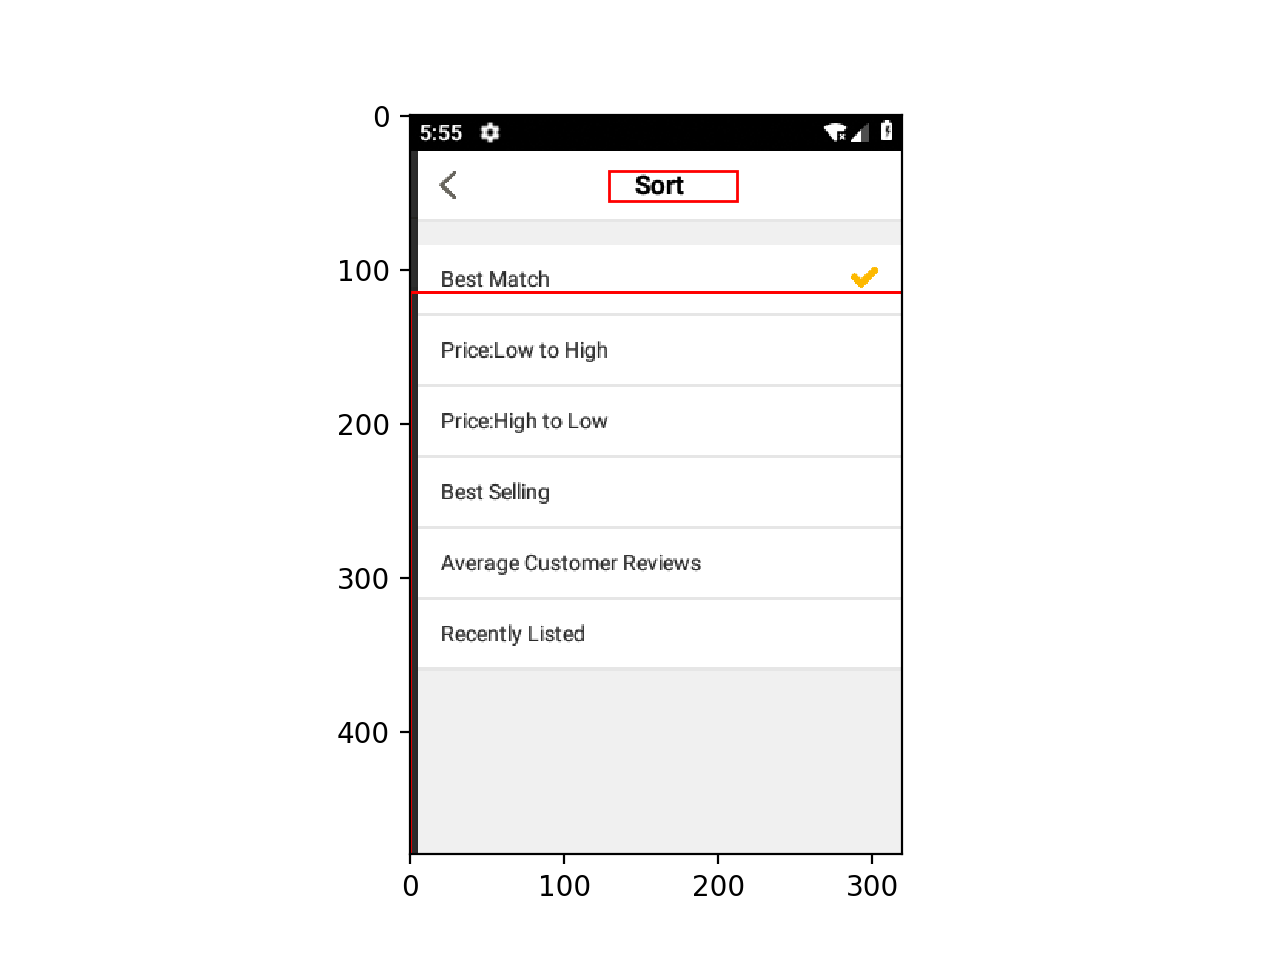 0
5:55
Sort
100
Best Match
Price:Low to High
200
Price:High to Low
Best Selling
300
Average Customer Reviews
Recently Listed
400
0 100 200 300